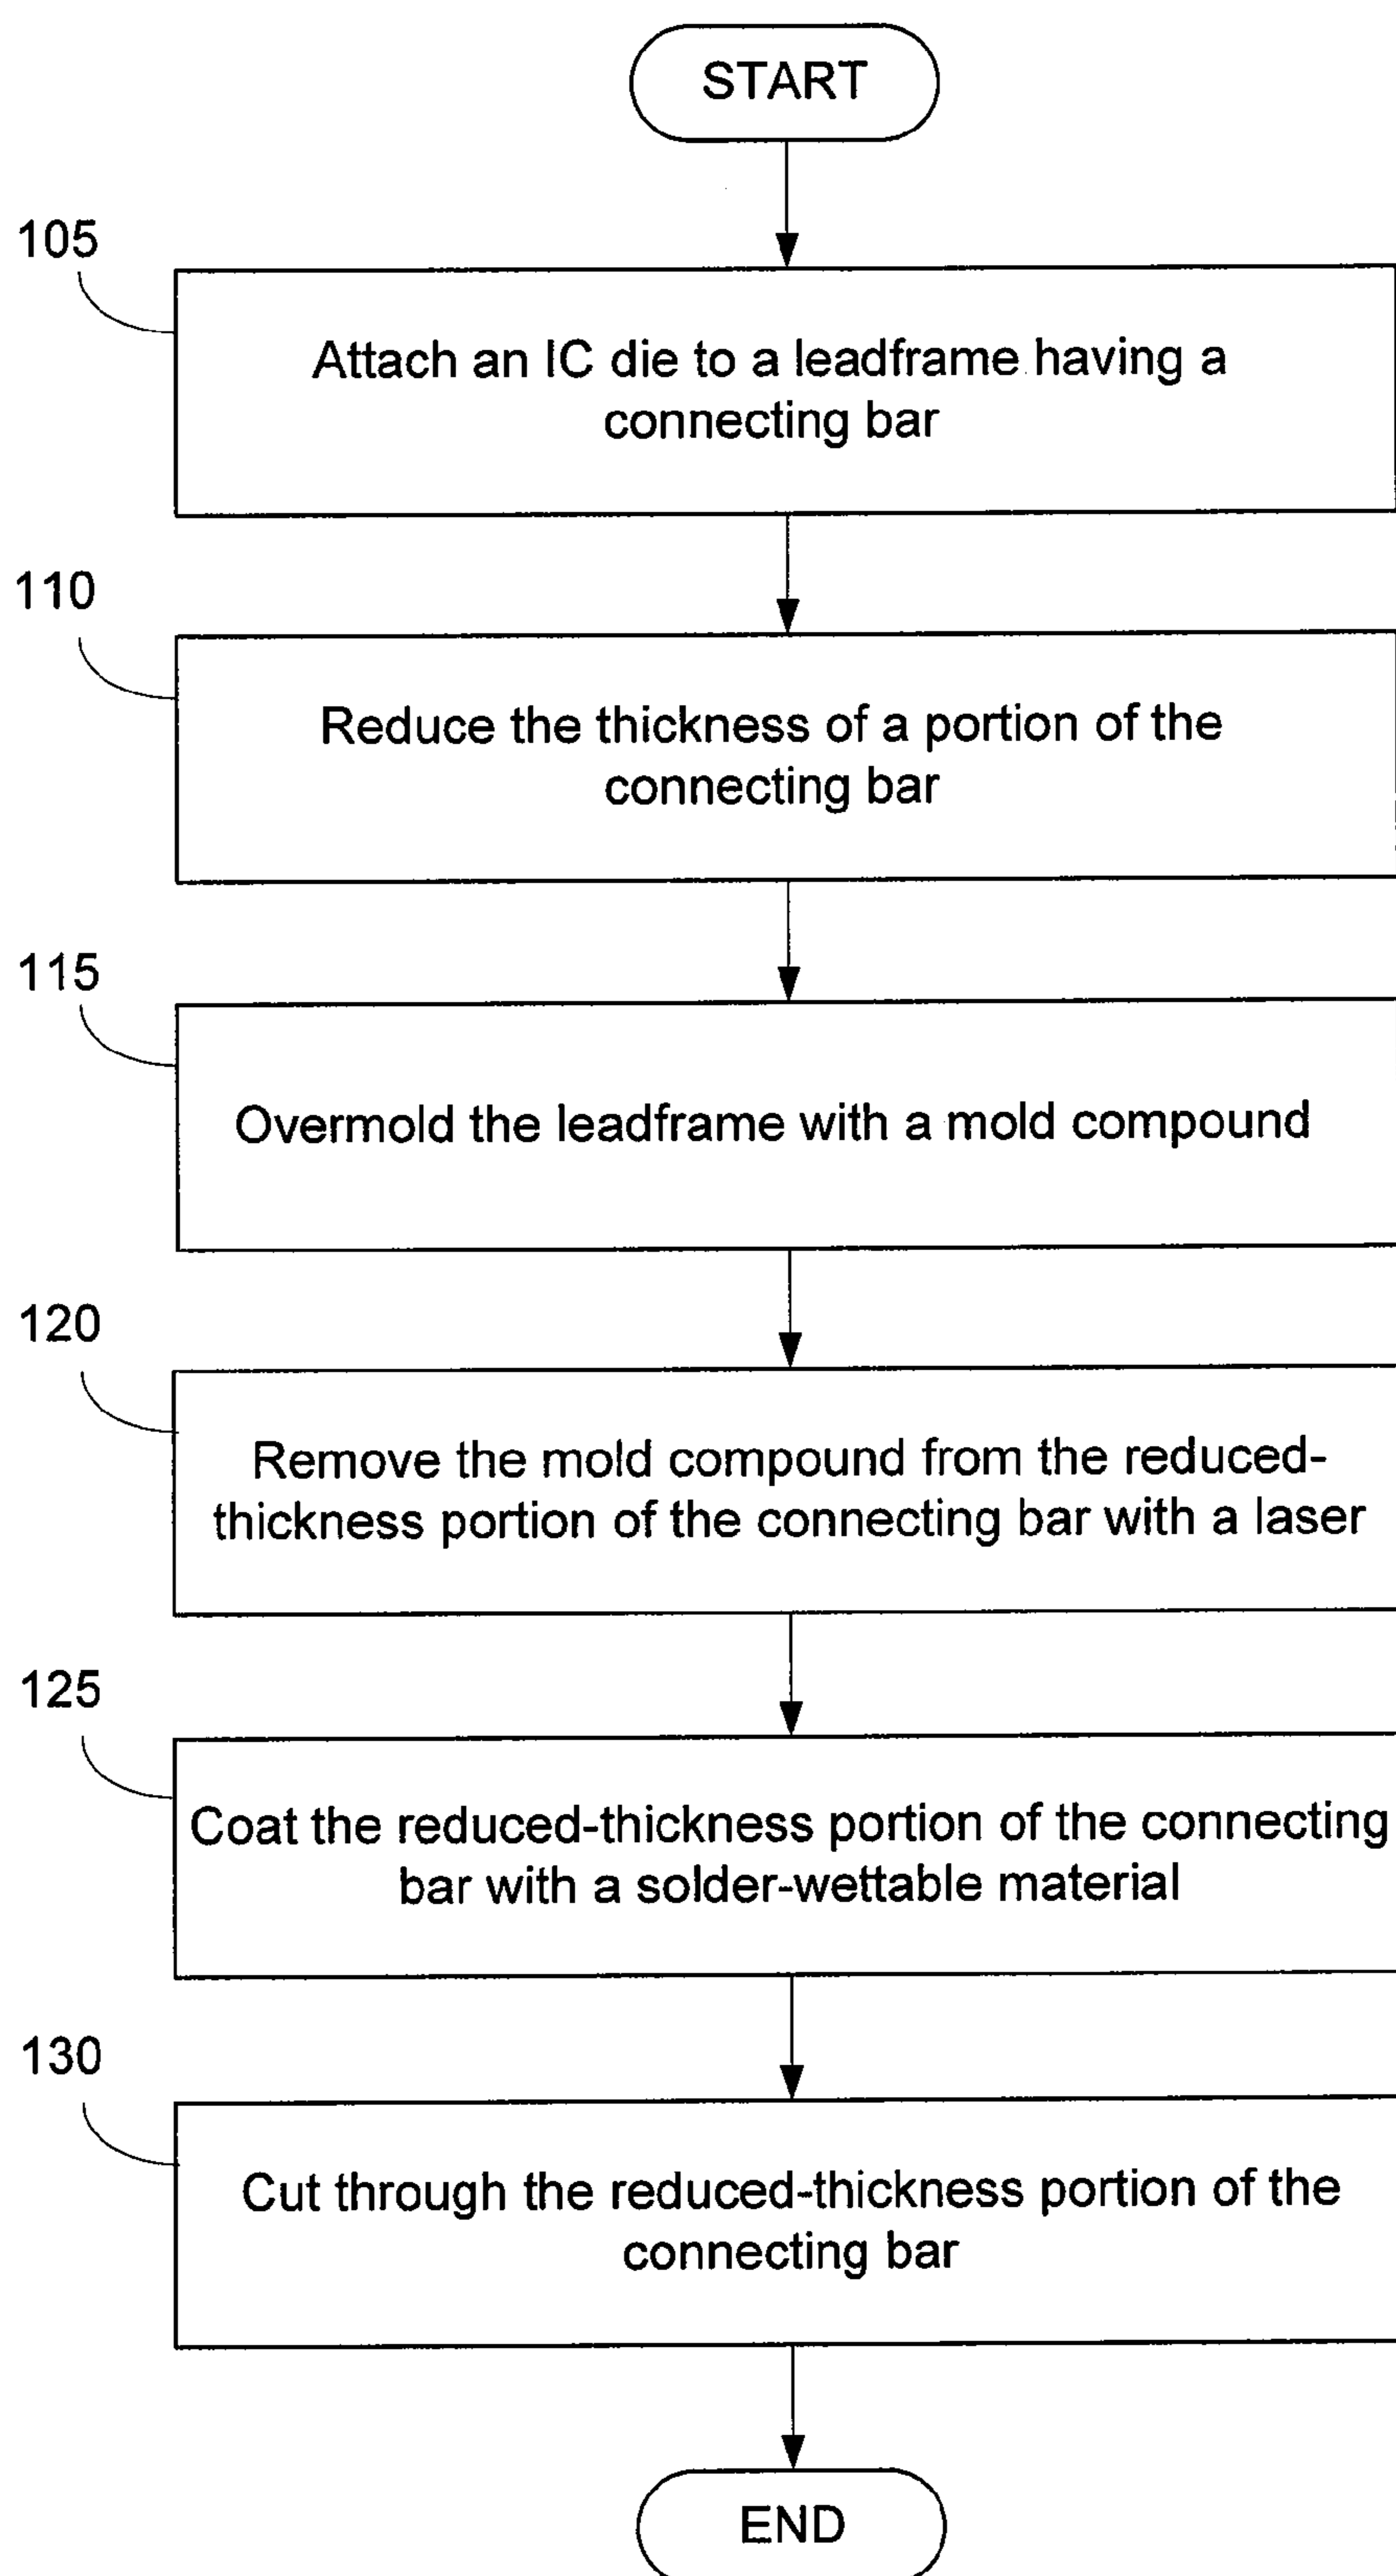 START
105
Attach an IC die to a leadframe having a
connecting bar
110
Reduce the thickness of a portion of the
connecting bar
115
Overmold the leadframe with a mold compound
120
Remove the mold compound from the reduced-
thickness portion of the connecting bar with a laser
125
Coat the reduced-thickness portion of the connecting
bar with a solder-wettable material
130
Cut through the reduced-thickness portion of the
connecting bar
END